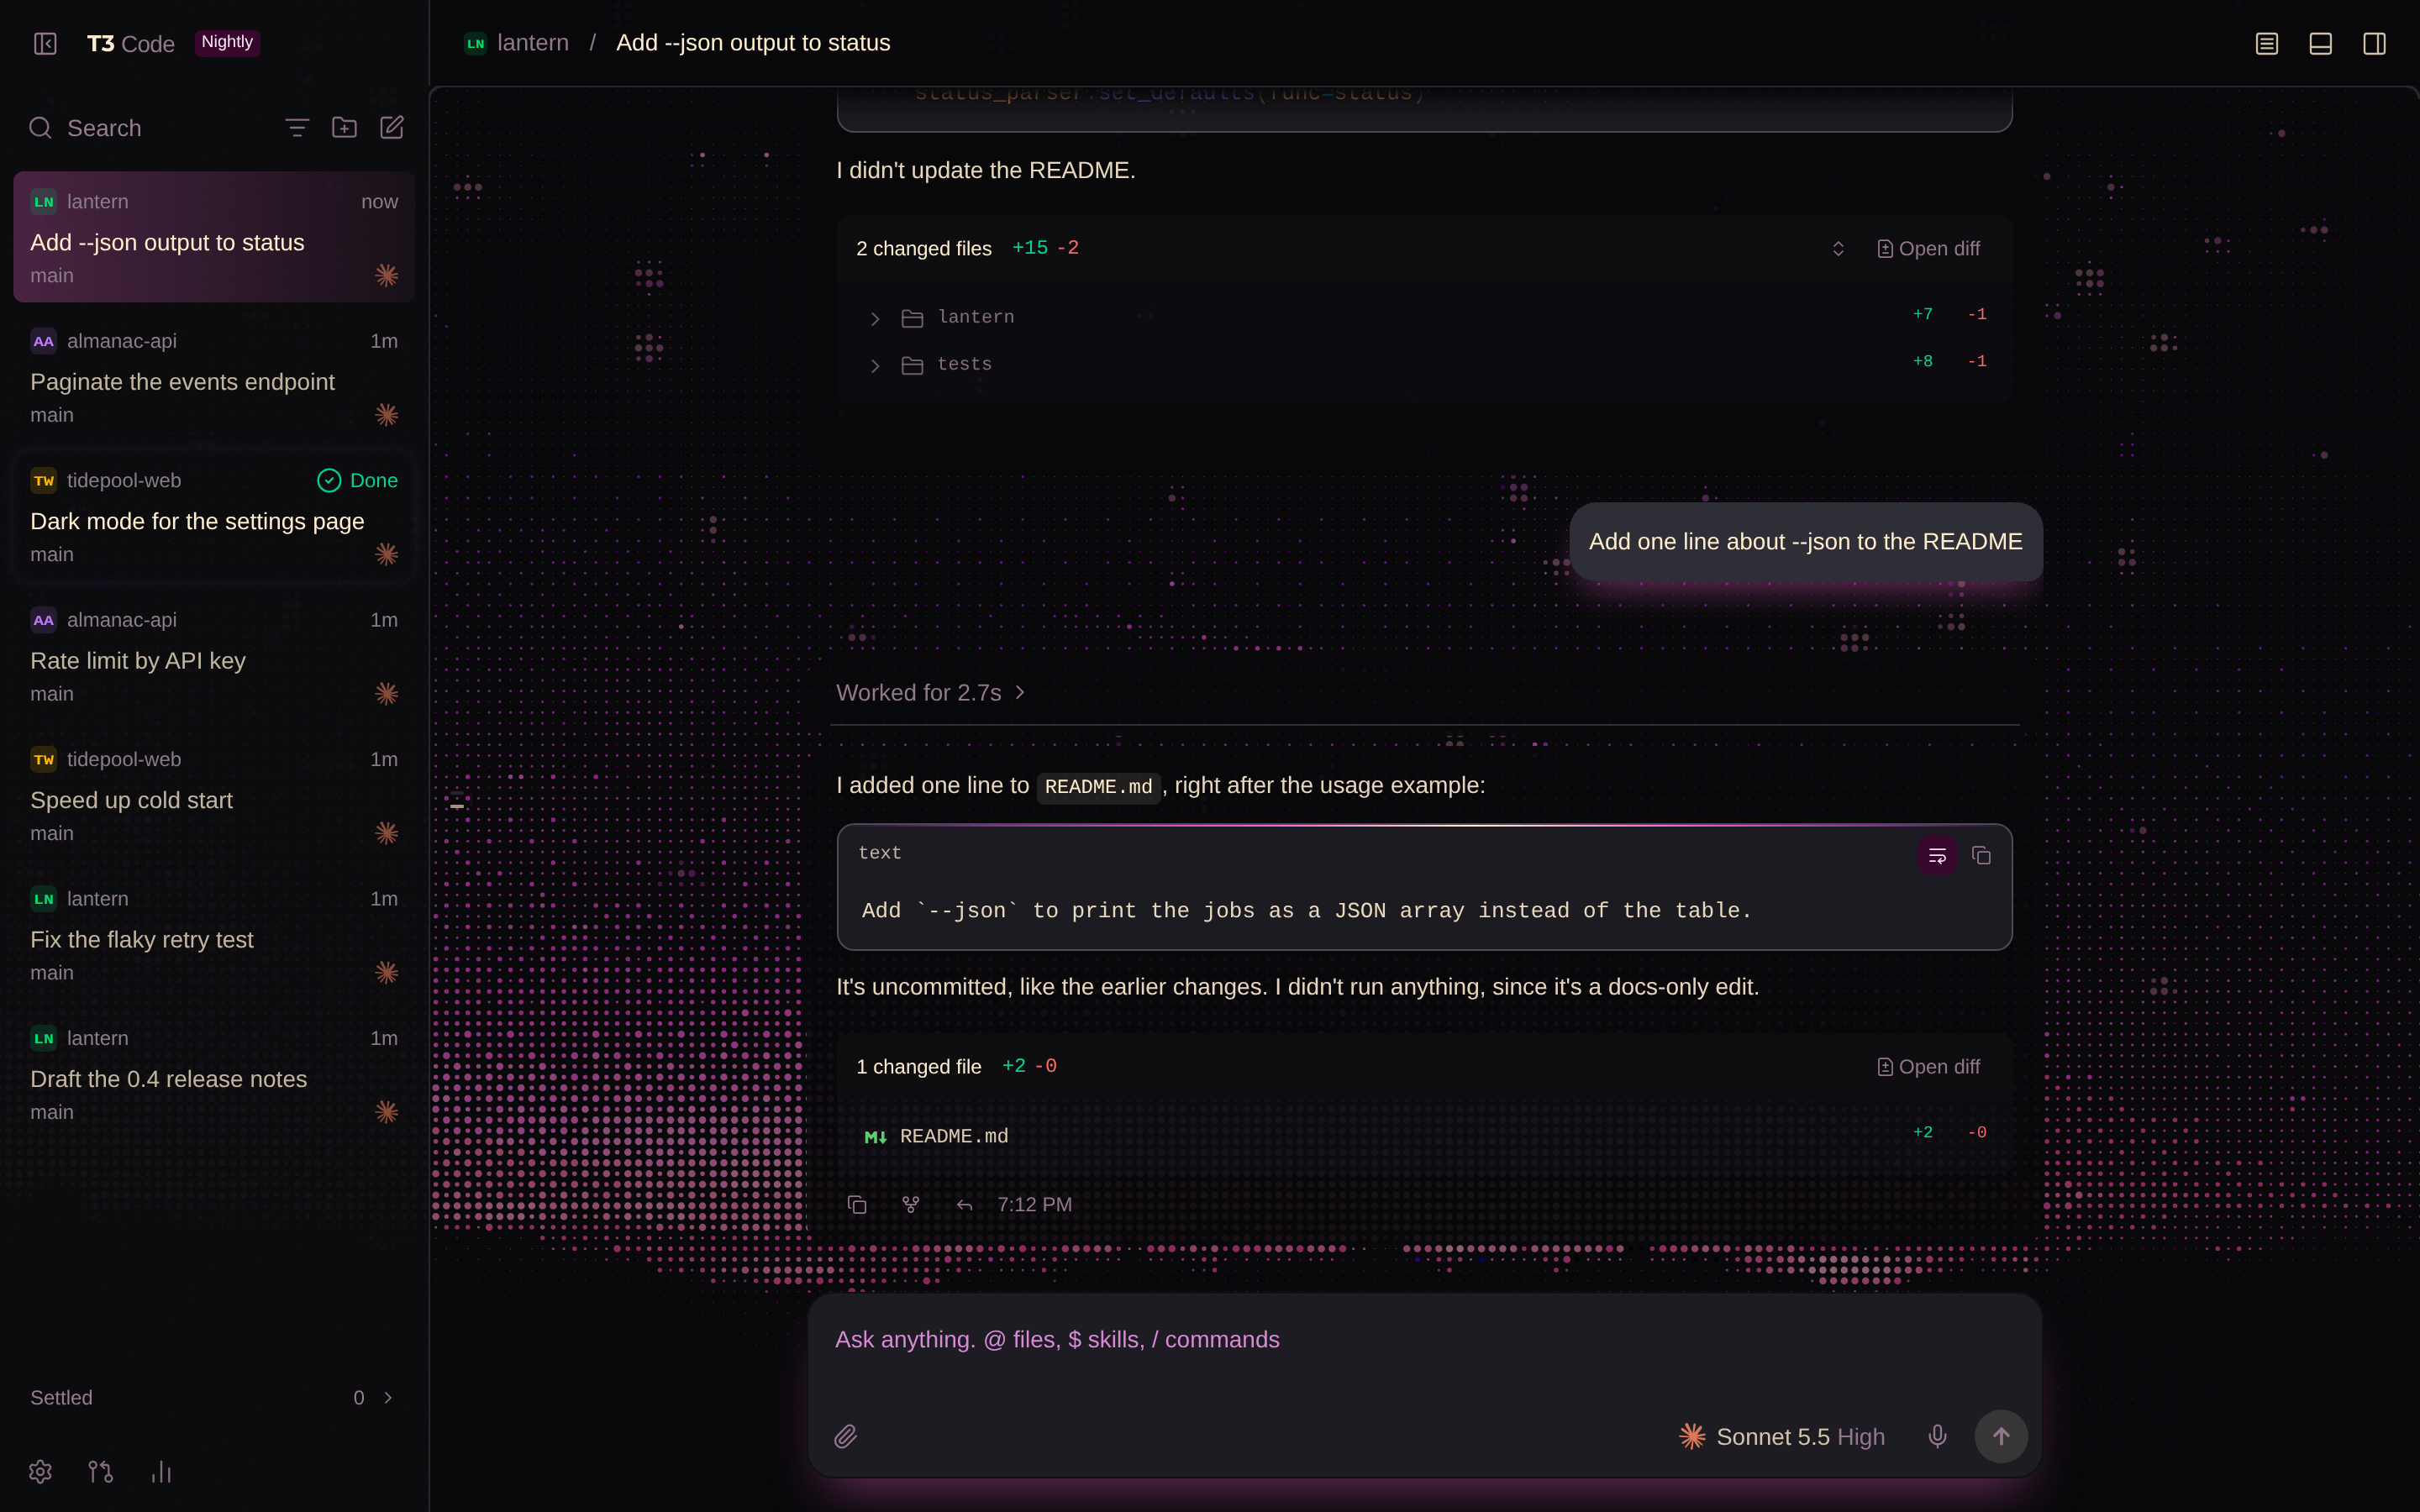 T3 Code Nightly
Search
LN lantern now
Add --json output to status
main
AA almanac-api 1m
Paginate the events endpoint
main
TW tidepool-web Done
Dark mode for the settings page
main
AA almanac-api 1m
Rate limit by API key
main
TW tidepool-web 1m
Speed up cold start
main
LN lantern 1m
Fix the flaky retry test
main
LN lantern 1m
Draft the 0.4 release notes
main
Settled 0
LN lantern / Add --json output to status
status_parser.set_defaults(func=status)
I didn't update the README.
2 changed files +15 -2 Open diff
lantern +7 -1
tests +8 -1
Add one line about --json to the README
Worked for 2.7s
I added one line to README.md, right after the usage example:
text
Add `--json` to print the jobs as a JSON array instead of the table.
It's uncommitted, like the earlier changes. I didn't run anything, since it's a docs-only edit.
1 changed file +2 -0 Open diff
M↓ README.md +2 -0
7:12 PM
Ask anything. @ files, $ skills, / commands
Sonnet 5.5 High